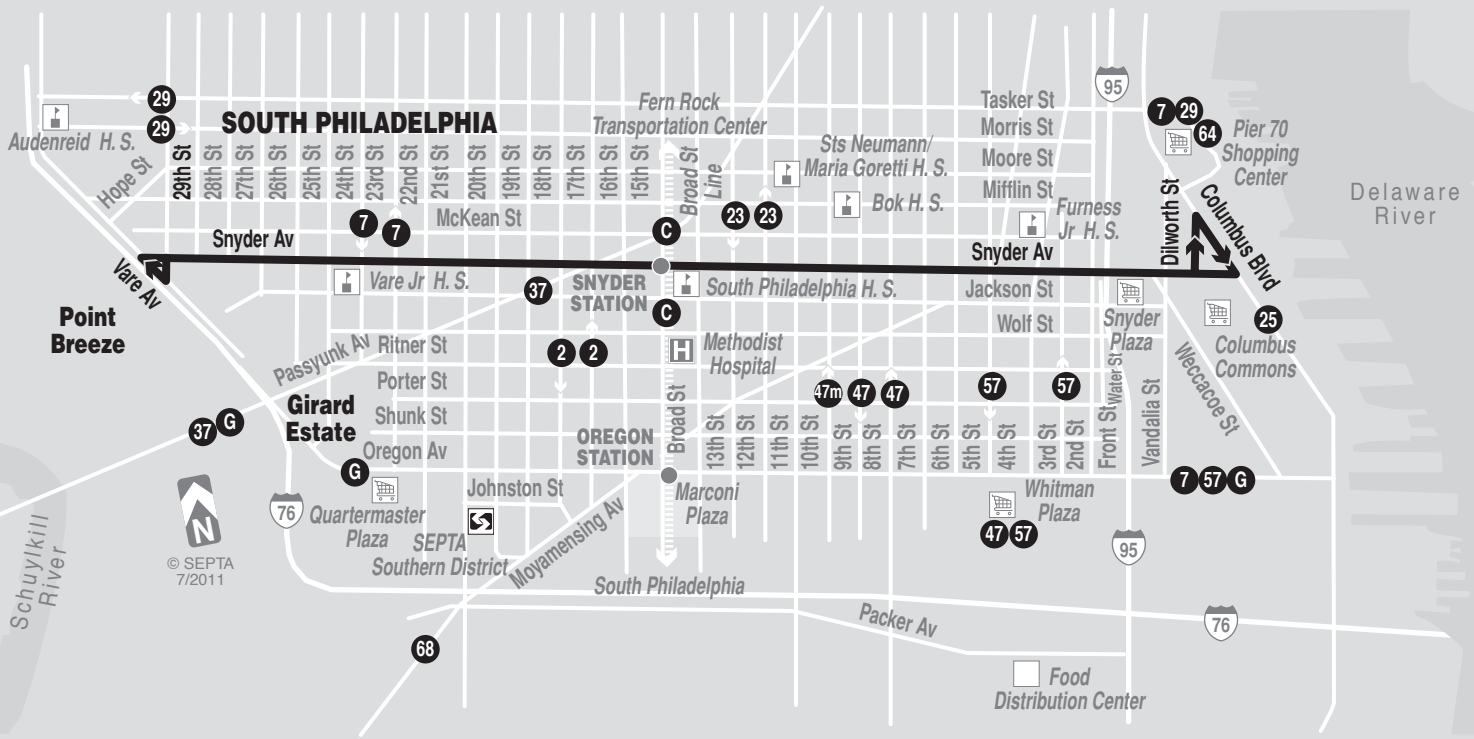 29
29
Audenreid H. S.
SOUTH PHILADELPHIA
Fern Rock
Transportation Center
Sts Neumann/
Maria Goretti H. S.
Bok H. S.
Tasker St
Morris St
Moore St
Mifflin St
Furness
Jr H. S.
95
7
29
64
Pier 70
Shopping
Center
Delaware
River
Hope St
29th St
28th St
27th St
26th St
25th St
24th St
23rd St
22nd St
21st St
20th St
19th St
18th St
17th St
16th St
15th St
Broad St
Line
McKean St
7
7
C
23
23
Snyder Av
Snyder Av
Dilworth St
Columbus Blvd
Vare Av
Vare Jr H. S.
37
SNYDER
STATION
South Philadelphia H. S.
C
Jackson St
Wolf St
Snyder
Plaza
25
Columbus
Commons
Point
Breeze
Passyunk Av
Ritner St
Porter St
Shunk St
Oregon Av
2
2
H
Methodist
Hospital
47m
47
47
57
57
Water St
Weccacoe St
Girard
Estate
37
G
G
OREGON
STATION
Broad St
13th St
12th St
11th St
10th St
9th St
8th St
7th St
6th St
5th St
4th St
3rd St
2nd St
Front St
Vandalia St
7
57
G
N
© SEPTA
7/2011
76
Quartermaster
Plaza
Johnston St
SEPTA
Southern District
Moyamensing Av
Marconi
Plaza
Whitman
Plaza
47
57
95
Schuylkill
River
South Philadelphia
Packer Av
76
68
Food
Distribution Center